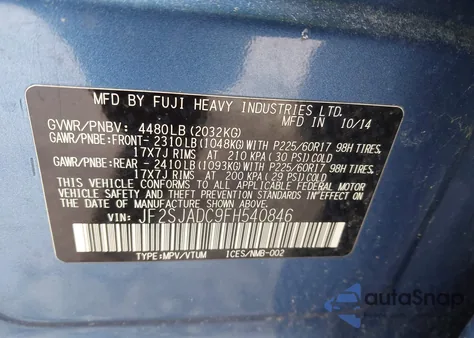 MFD BY FUJI HEAVY INDUSTRIES LTD.
GVWR/PNBV: 4480LB (2032KG) MFD IN 10/14
GAWR/PNBE:FRONT- 2310LB (1048KG) WITH P225/60R17 98H TIRES,
17X7J RIMS AT 210 KPA (30 PSI) COLD
GAWR/PNBE:REAR - 2410LB (1093KG) WITH P225/60R17 98H TIRES,
17X7J RIMS AT 200 KPA (29 PSI) COLD
THIS VEHICLE CONFORMS TO ALL APPLICABLE FEDERAL MOTOR
VEHICLE SAFETY AND THEFT PREVENTION STANDARDS IN EFFECT ON
THE DATE OF MANUFACTURE SHOWN ABOVE.
VIN: JF2SJADC9FH540846
TYPE:MPV/VTUM ICES/NMB-002
autoSnap